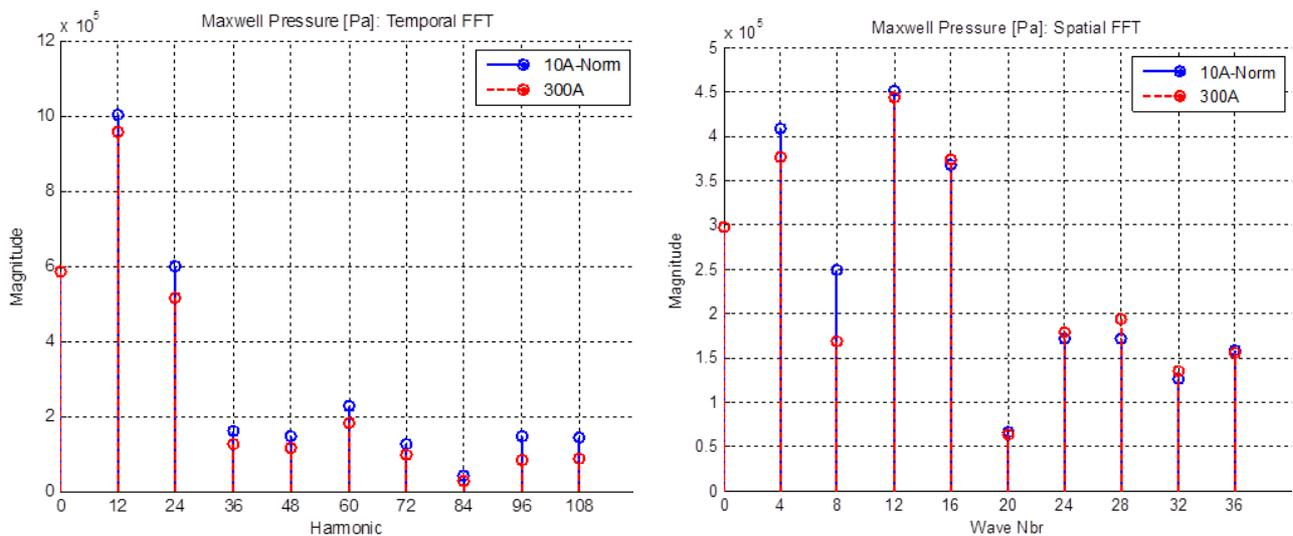 x 10^5
Maxwell Pressure [Pa]: Temporal FFT
12
10
8
6
4
2
0
Magnitude
10A-Norm
300A
0 12 24 36 48 60 72 84 96 108
Harmonic
x 10^5
Maxwell Pressure [Pa]: Spatial FFT
5
4.5
4
3.5
3
2.5
2
1.5
1
0.5
0
Magnitude
10A-Norm
300A
0 4 8 12 16 20 24 28 32 36
Wave Nbr